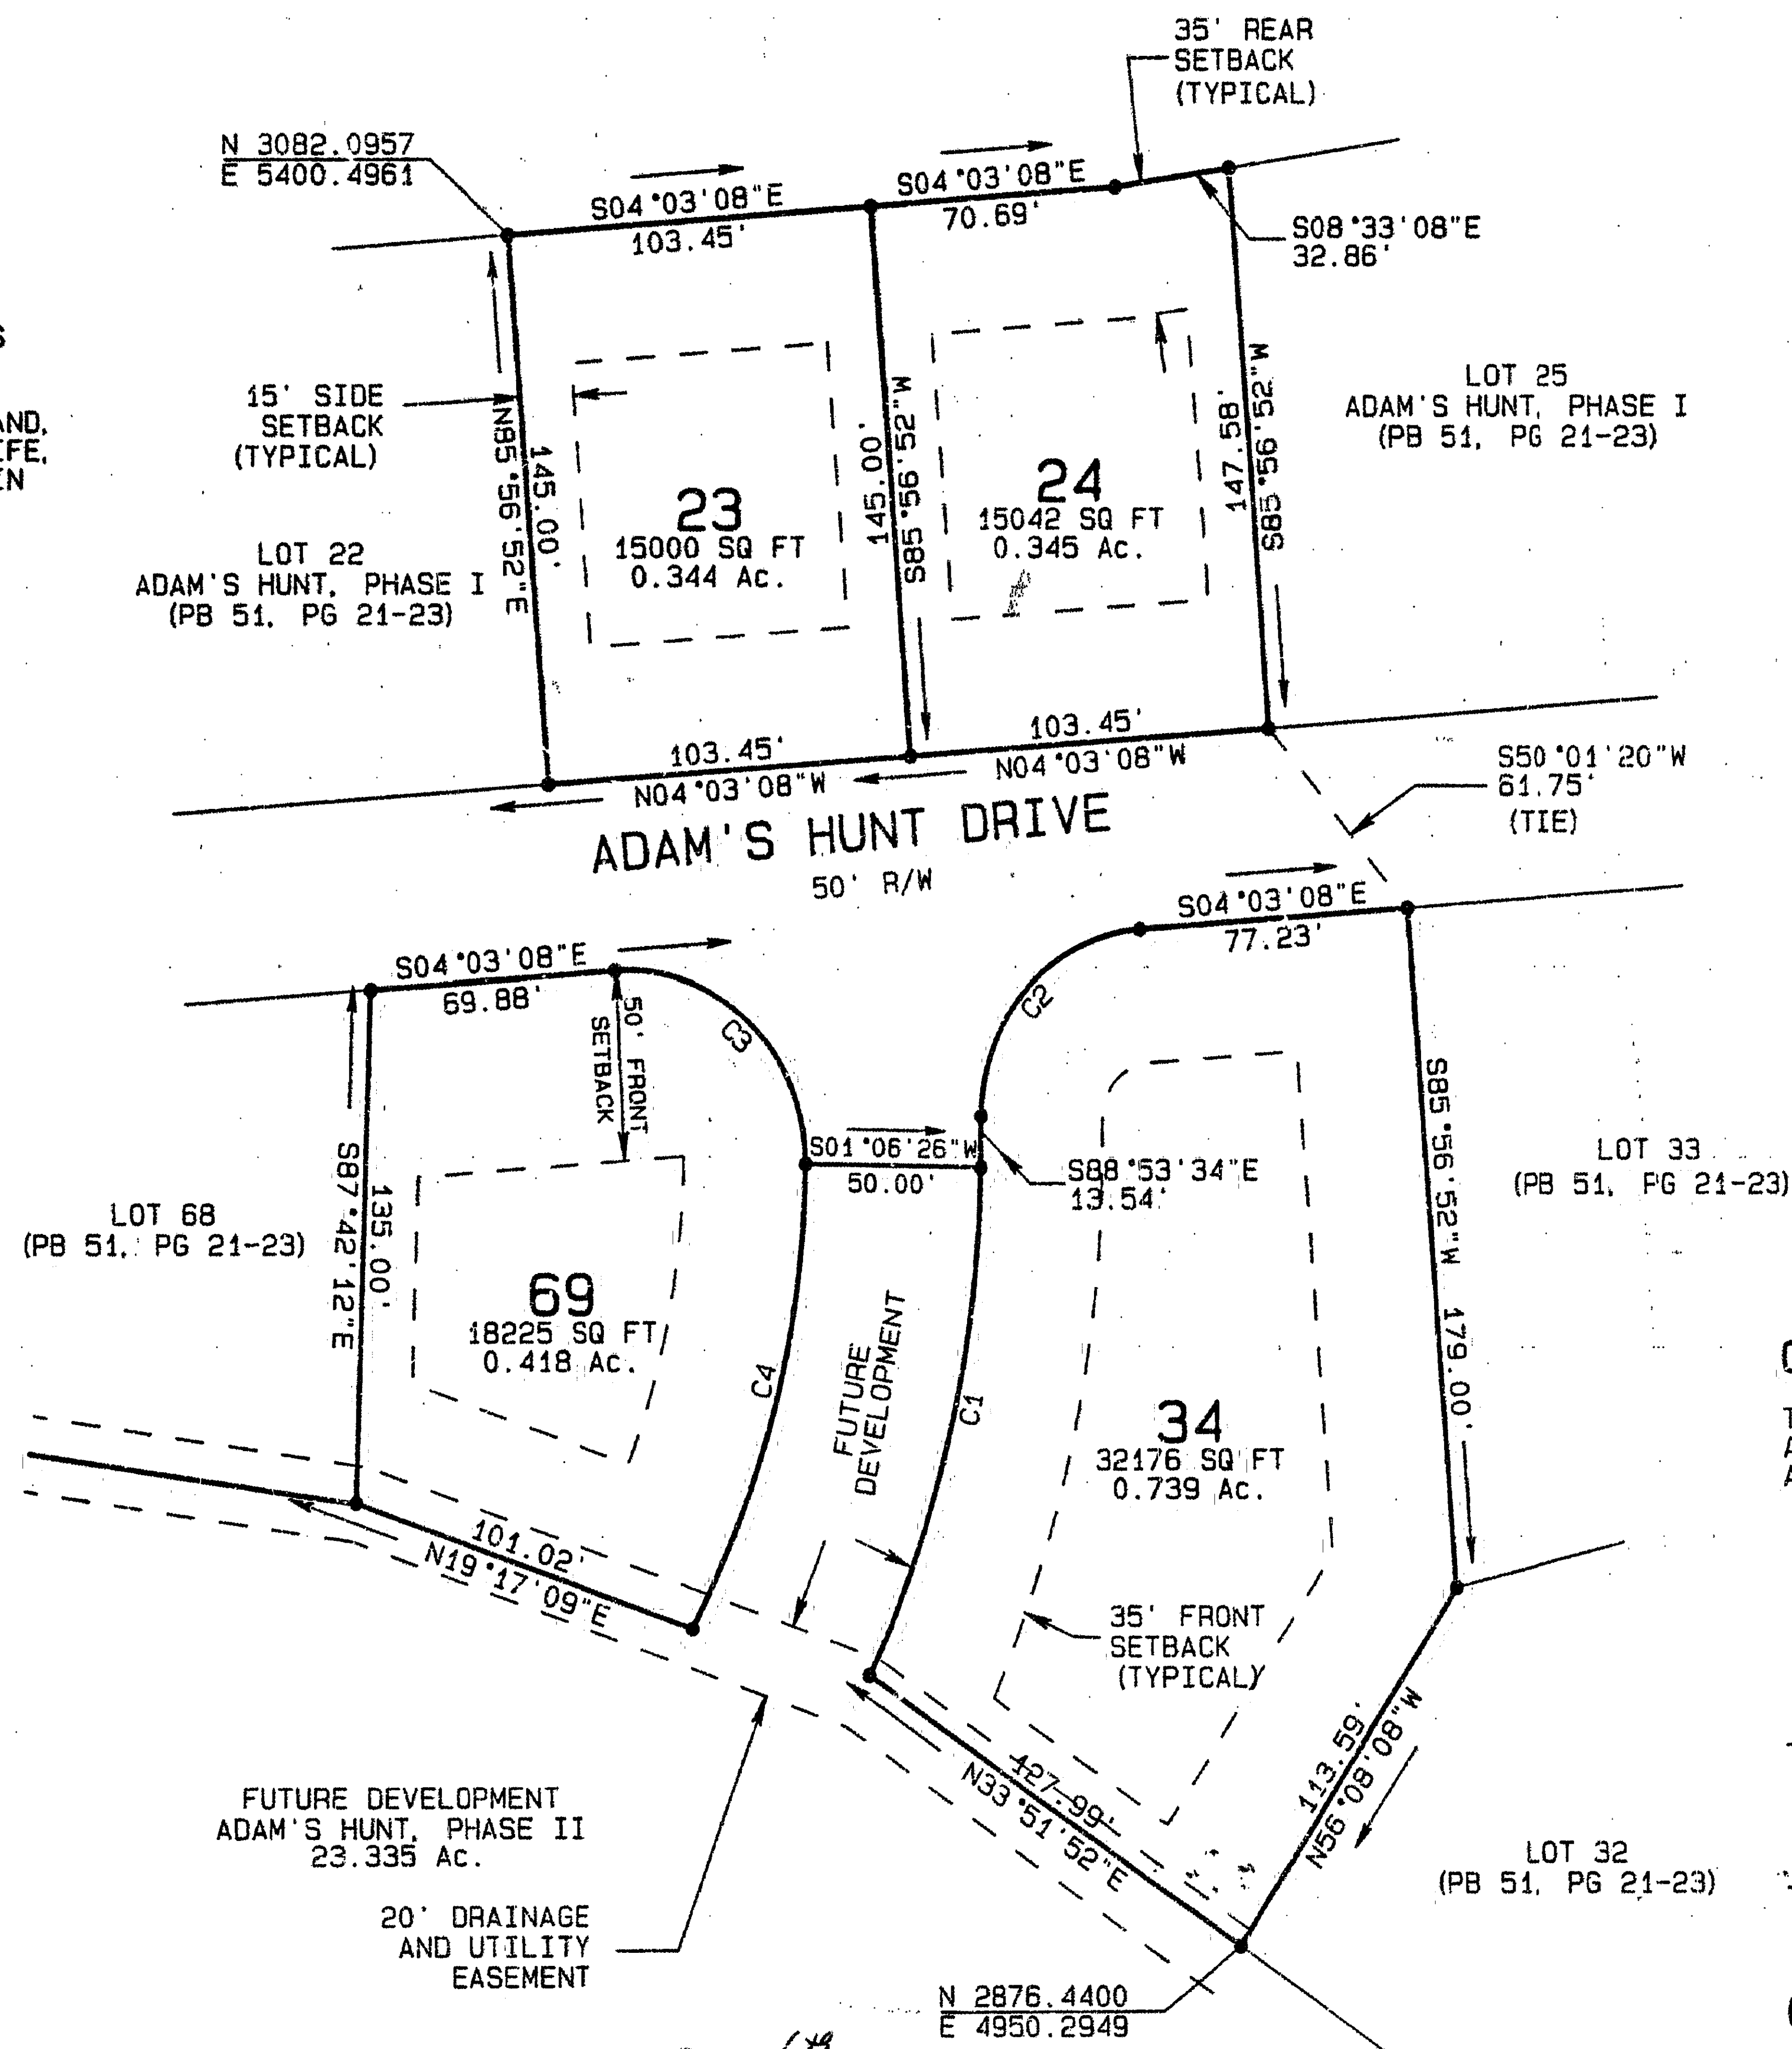 35' REAR
SETBACK
(TYPICAL)
N 3082.0957
E 5400.4961
S04°03'08"E
103.45'
S04°03'08"E
70.69'
S08°33'08"E
32.86'
S
AND,
IFE,
EN
15' SIDE
SETBACK
(TYPICAL)
N85°56'52"E
145.00'
145.00'
S85°56'52"W
147.58'
S85°56'52"W
23
15000 SQ FT
0.344 Ac.
24
15042 SQ FT
0.345 Ac.
LOT 25
ADAM'S HUNT, PHASE I
(PB 51, PG 21-23)
LOT 22
ADAM'S HUNT, PHASE I
(PB 51, PG 21-23)
103.45'
N04°03'08"W
103.45'
N04°03'08"W
S50°01'20"W
61.75'
(TIE)
ADAM'S HUNT DRIVE
50' R/W
S04°03'08"E
69.88'
S04°03'08"E
77.23'
C3
C2
50' FRONT
SETBACK
S01°06'26"W
50.00'
S88°53'34"E
13.54'
S87°42'12"E
135.00'
S85°56'52"W 179.00'
LOT 68
(PB 51, PG 21-23)
LOT 33
(PB 51, PG 21-23)
69
18225 SQ FT
0.418 Ac.
C4
FUTURE
DEVELOPMENT
C1
34
32176 SQ FT
0.739 Ac.
101.02'
N19°17'09"E
35' FRONT
SETBACK
(TYPICAL)
127.99'
N33°51'52"E
113.59'
N56°08'08"W
FUTURE DEVELOPMENT
ADAM'S HUNT, PHASE II
23.335 Ac.
LOT 32
(PB 51, PG 21-23)
20' DRAINAGE
AND UTILITY
EASEMENT
N 2876.4400
E 4950.2949